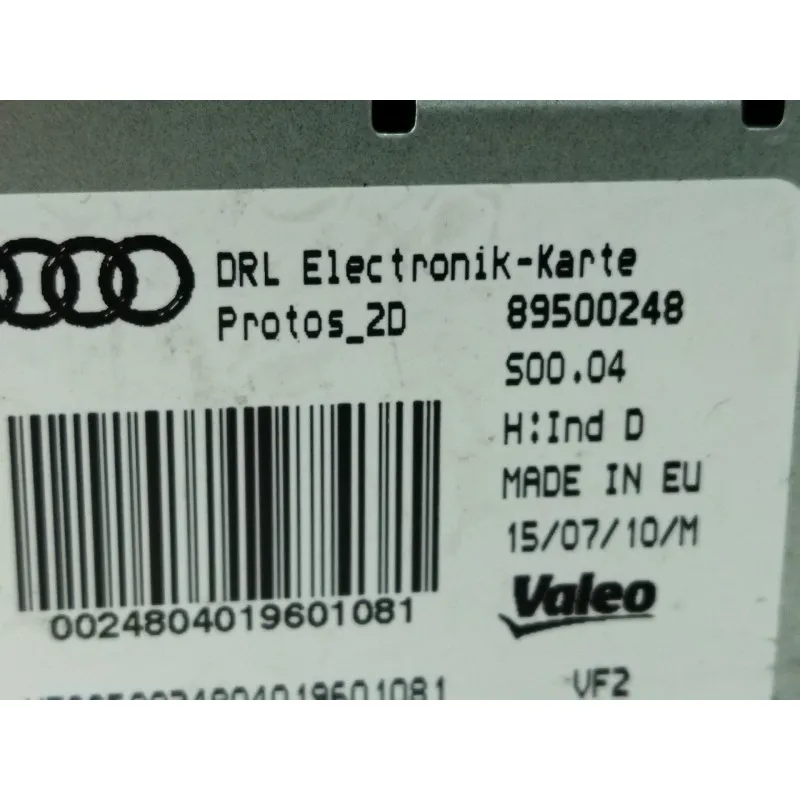 DRL Electronik-Karte
Protos_2D 89500248
S00.04
H:Ind D
MADE IN EU
15/07/10/M
Valeo
0024804019601081
VF2